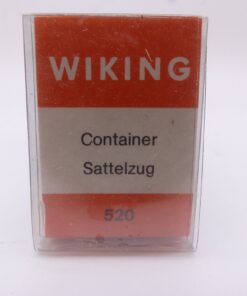 WIKING
Container
Sattelzug
520